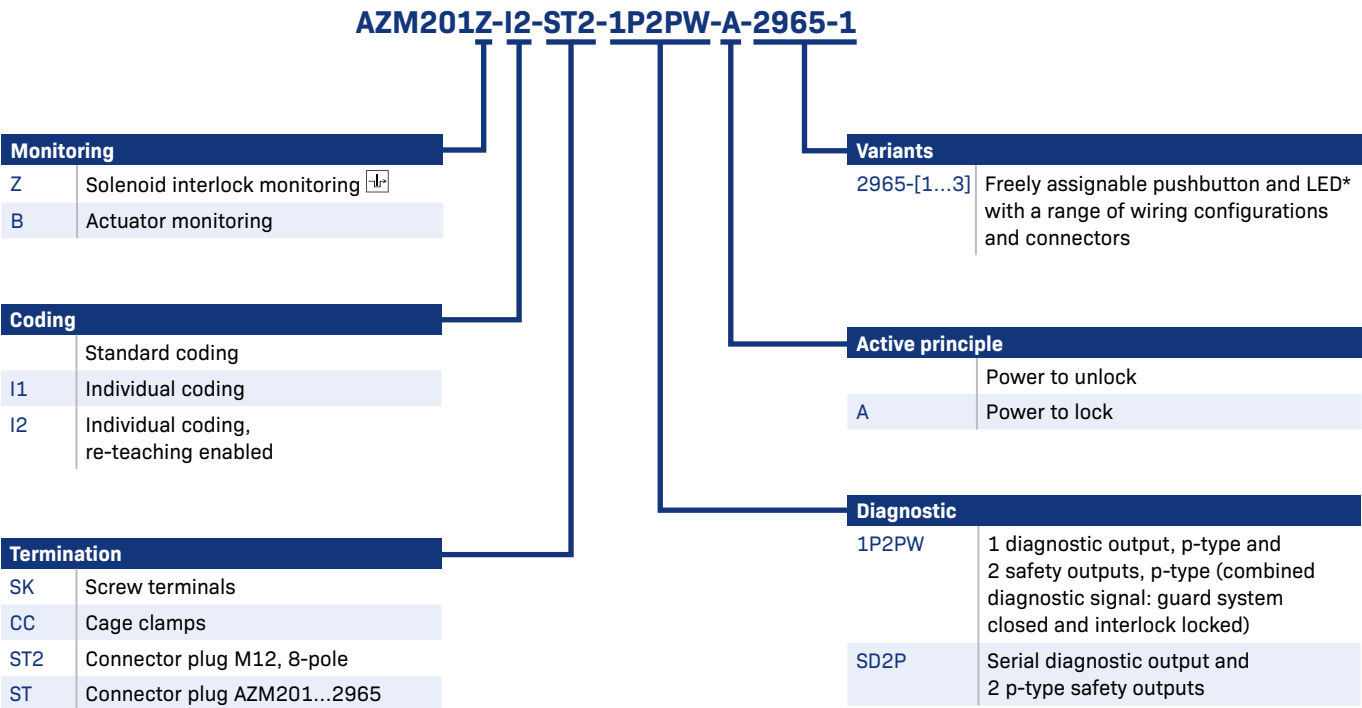 AZM201Z-I2-ST2-1P2PW-A-2965-1
Monitoring
Z Solenoid interlock monitoring
B Actuator monitoring
Coding
Standard coding
I1 Individual coding
I2 Individual coding,
re-teaching enabled
Termination
SK Screw terminals
CC Cage clamps
ST2 Connector plug M12, 8-pole
ST Connector plug AZM201...2965
Variants
2965-[1...3] Freely assignable pushbutton and LED*
with a range of wiring configurations
and connectors
Active principle
Power to unlock
A Power to lock
Diagnostic
1P2PW 1 diagnostic output, p-type and
2 safety outputs, p-type (combined
diagnostic signal: guard system
closed and interlock locked)
SD2P Serial diagnostic output and
2 p-type safety outputs